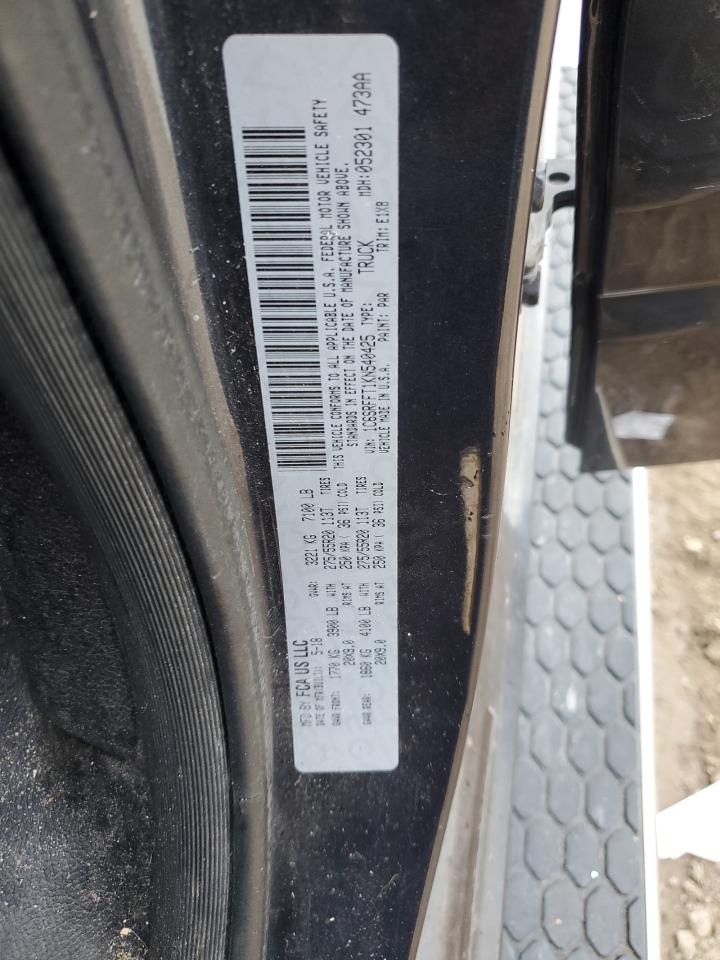 MFD BY: FCA US LLC
DATE OF MFR(BUILT): 5-18 GVWR: 3221 KG 7100 LB
GAWR FRONT: 1770 KG 3900 LB WITH 275/55R20 113T TIRES
20X9.0 RIMS AT 250 KPA ( 36 PSI) COLD
GAWR REAR: 1860 KG 4100 LB WITH 275/55R20 113T TIRES
20X9.0 RIMS AT 250 KPA ( 36 PSI) COLD
THIS VEHICLE CONFORMS TO ALL APPLICABLE U.S.A. FEDERAL MOTOR VEHICLE SAFETY
STANDARDS IN EFFECT ON THE DATE OF MANUFACTURE SHOWN ABOVE.
VIN: 1C6SRFFT1KN540425 TYPE: TRUCK MDH:052301 473AA
VEHICLE MADE IN U.S.A. PAINT: PAR TRIM: E1X8